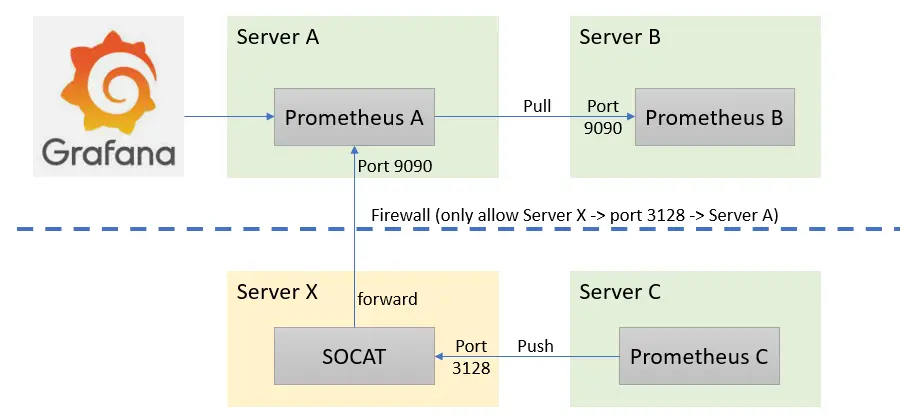 Server A
Server B
Prometheus A
Pull
Port
9090
Prometheus B
Grafana
Port 9090
Firewall (only allow Server X -> port 3128 -> Server A)
Server X
Server C
forward
SOCAT
Port
3128
Push
Prometheus C